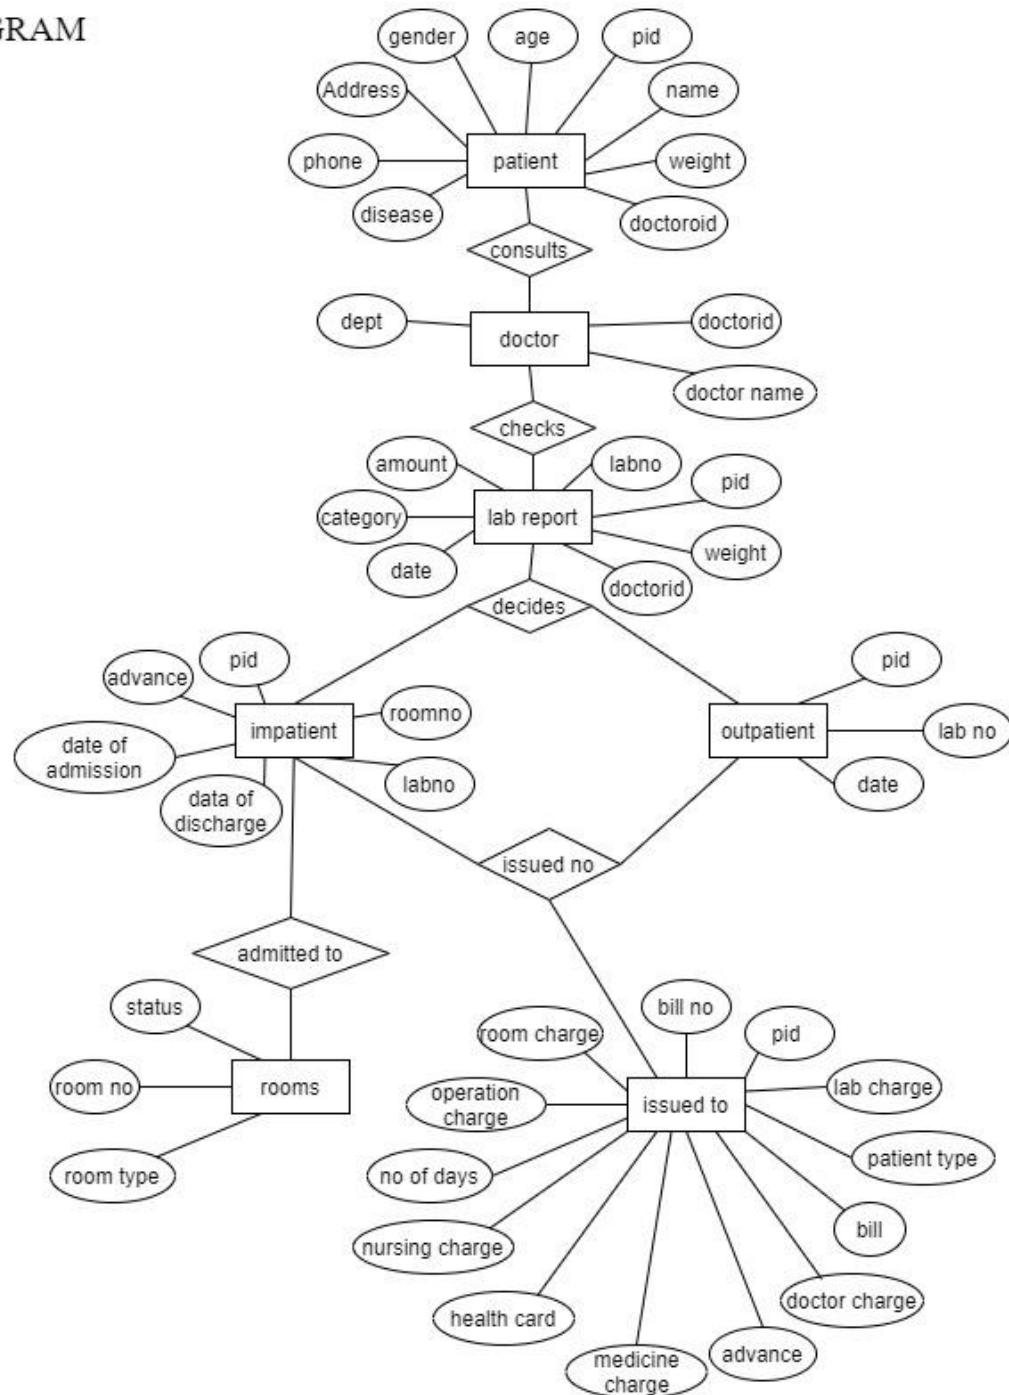 GRAM
gender
age
pid
Address
name
phone
patient
weight
disease
doctoroid
consults
dept
doctor
doctorid
doctor name
checks
amount
labno
pid
category
lab report
date
weight
doctorid
decides
pid
advance
pid
roomno
impatient
outpatient
lab no
date of
admission
labno
date
data of
discharge
issued no
admitted to
status
bill no
room charge
pid
rooms
room no
lab charge
operation
charge
issued to
room type
no of days
patient type
bill
nursing charge
doctor charge
health card
advance
medicine
charge